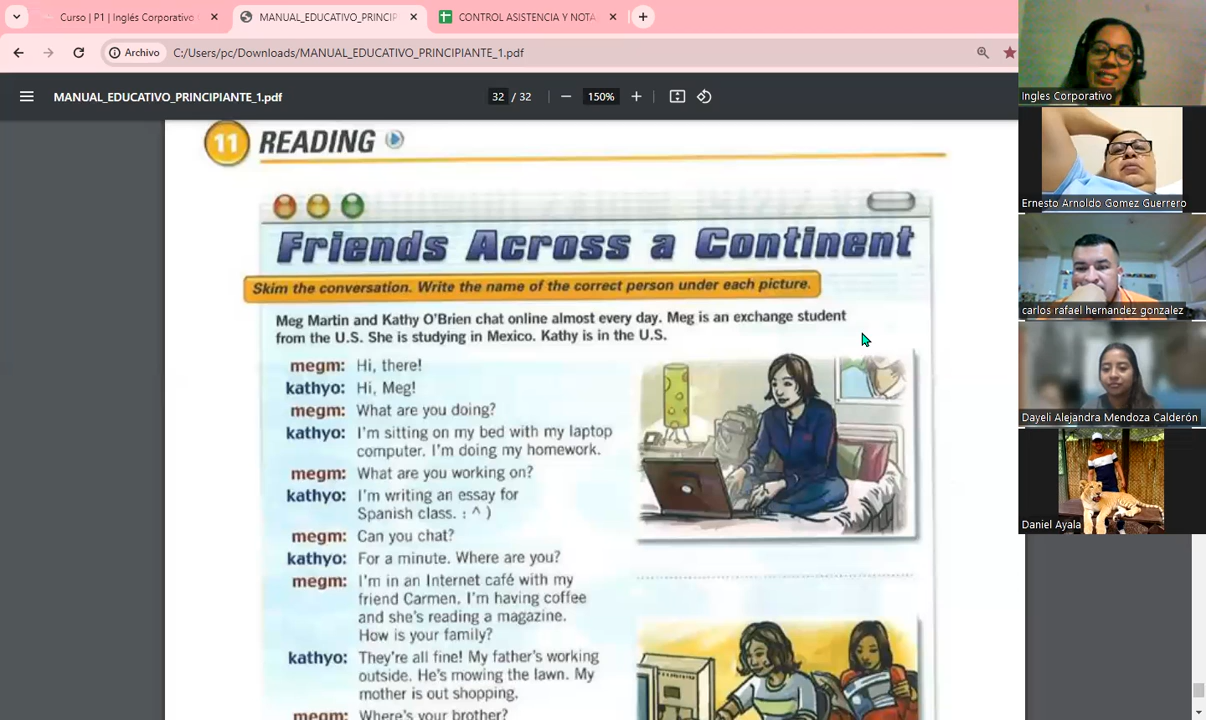 Curso | P1 | Inglés Corporativo
MANUAL_EDUCATIVO_PRINCIP
CONTROL ASISTENCIA Y NOTA
Archivo
C:/Users/pc/Downloads/MANUAL_EDUCATIVO_PRINCIPIANTE_1.pdf
MANUAL_EDUCATIVO_PRINCIPIANTE_1.pdf
32 / 32
150%
11 READING
Friends Across a Continent
Skim the conversation. Write the name of the correct person under each picture.
Meg Martin and Kathy O'Brien chat online almost every day. Meg is an exchange student
from the U.S. She is studying in Mexico. Kathy is in the U.S.
megm: Hi, there!
kathyo: Hi, Meg!
megm: What are you doing?
kathyo: I'm sitting on my bed with my laptop
computer. I'm doing my homework.
megm: What are you working on?
kathyo: I'm writing an essay for
Spanish class. : ^ )
megm: Can you chat?
kathyo: For a minute. Where are you?
megm: I'm in an Internet café with my
friend Carmen. I'm having coffee
and she's reading a magazine.
How is your family?
kathyo: They're all fine! My father's working
outside. He's mowing the lawn. My
mother is out shopping.
megm: Where's your brother?
Ingles Corporativo
Ernesto Arnoldo Gomez Guerrero
carlos rafael hernandez gonzalez
Dayeli Alejandra Mendoza Calderón
Daniel Ayala